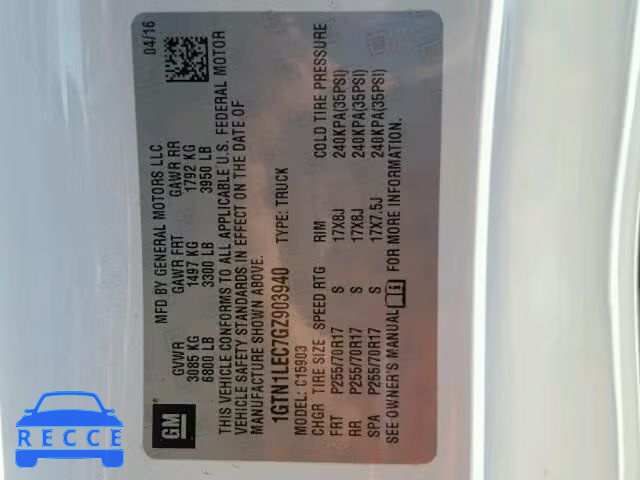 GM
MFD BY GENERAL MOTORS LLC 04/16
GVWR GAWR FRT GAWR RR
3085 KG 1497 KG 1792 KG
6800 LB 3300 LB 3950 LB
THIS VEHICLE CONFORMS TO ALL APPLICABLE U.S. FEDERAL MOTOR
VEHICLE SAFETY STANDARDS IN EFFECT ON THE DATE OF
MANUFACTURE SHOWN ABOVE.
1GTN1LEC7GZ903940 TYPE: TRUCK
MODEL: C15903
CHGR TIRE SIZE SPEED RTG RIM COLD TIRE PRESSURE
FRT P255/70R17 S 17X8J 240KPA(35PSI)
RR P255/70R17 S 17X8J 240KPA(35PSI)
SPA P255/70R17 S 17X7.5J 240KPA(35PSI)
SEE OWNER'S MANUAL FOR MORE INFORMATION.
RECCE